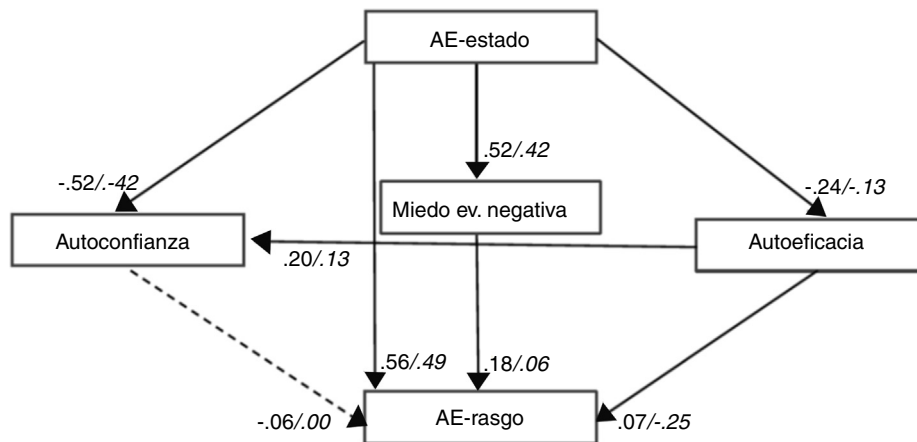 AE-estado
.52/.42
-.52/.-42
-.24/-.13
Miedo ev. negativa
Autoconfianza
Autoeficacia
.20/.13
.56/.49
.18/.06
-.06/.00
AE-rasgo
.07/-.25